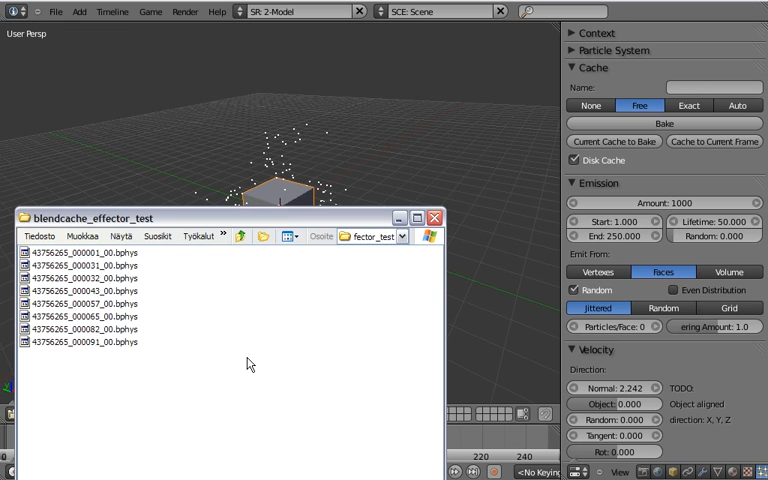 File Add Timeline Game Render Help SR: 2-Model SCE: Scene
User Persp
Context
Particle System
Cache
Name:
None Free Exact Auto
Bake
Current Cache to Bake Cache to Current Frame
Disk Cache
Emission
Amount: 1000
Start: 1.000 Lifetime: 50.000
End: 250.000 Random: 0.000
Emit From:
Vertexes Faces Volume
Random Even Distribution
Jittered Random Grid
Particles/Face: 0 ering Amount: 1.0
Velocity
Direction:
Normal: 2.242 TODO:
Object: 0.000 Object aligned
Random: 0.000 direction: X, Y, Z
Tangent: 0.000
Rot: 0.000
View
blendcache_effector_test
Tiedosto Muokkaa Näytä Suosikit Työkalut » Osoite fector_test
43756265_000001_00.bphys
43756265_000031_00.bphys
43756265_000032_00.bphys
43756265_000043_00.bphys
43756265_000057_00.bphys
43756265_000065_00.bphys
43756265_000082_00.bphys
43756265_000091_00.bphys
0 220 240
<No Keying